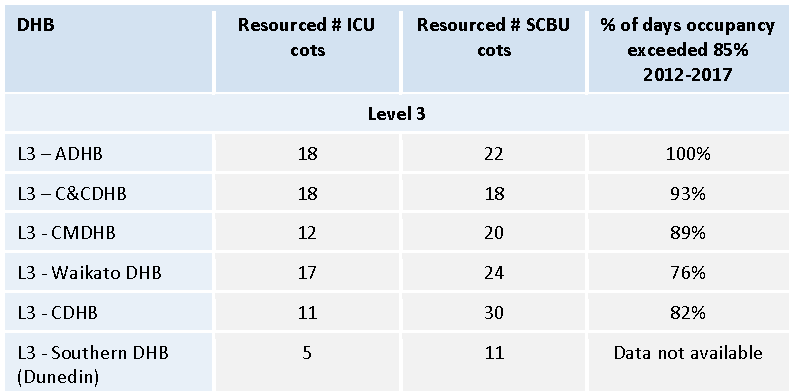 DHB Resourced # ICU cots Resourced # SCBU cots % of days occupancy exceeded 85% 2012-2017
Level 3
L3 – ADHB 18 22 100%
L3 – C&CDHB 18 18 93%
L3 - CMDHB 12 20 89%
L3 - Waikato DHB 17 24 76%
L3 - CDHB 11 30 82%
L3 - Southern DHB (Dunedin) 5 11 Data not available